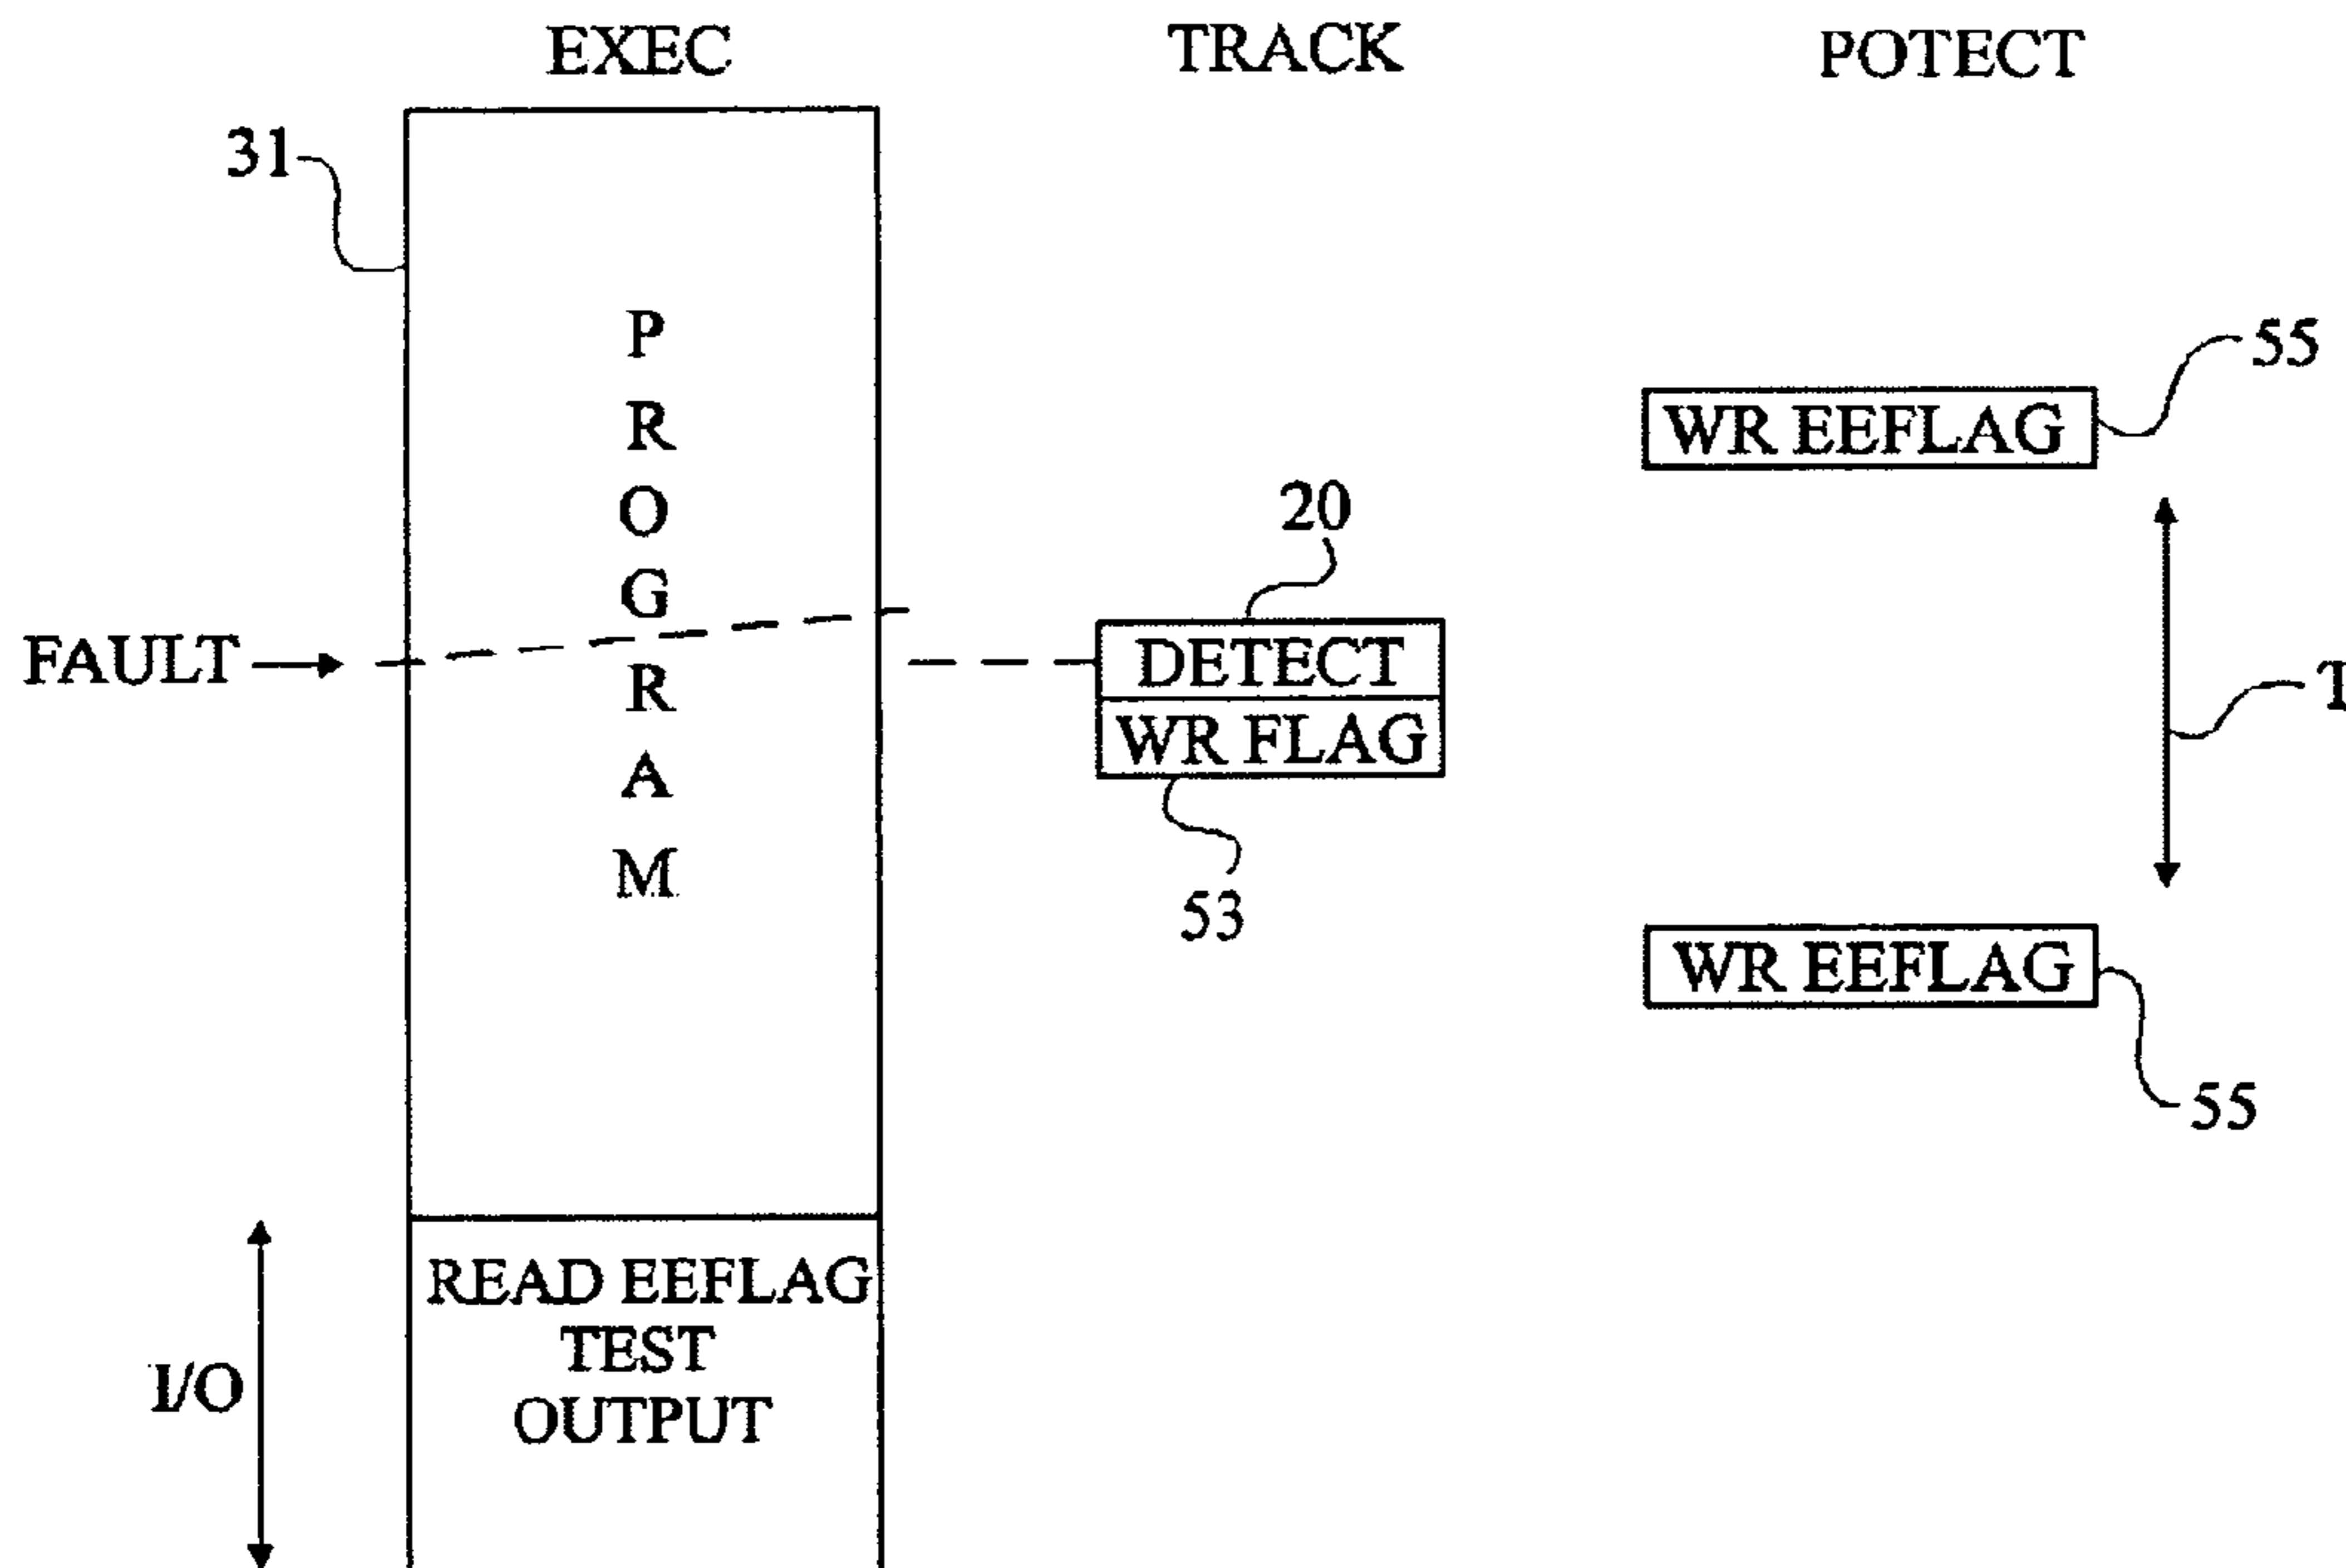 EXEC TRACK POTECT
31
P
R
O
G
R
A
M
55
WR EEFLAG
20
FAULT
DETECT
WR FLAG
T
53
WR EEFLAG
55
READ EEFLAG
TEST
OUTPUT
I/O